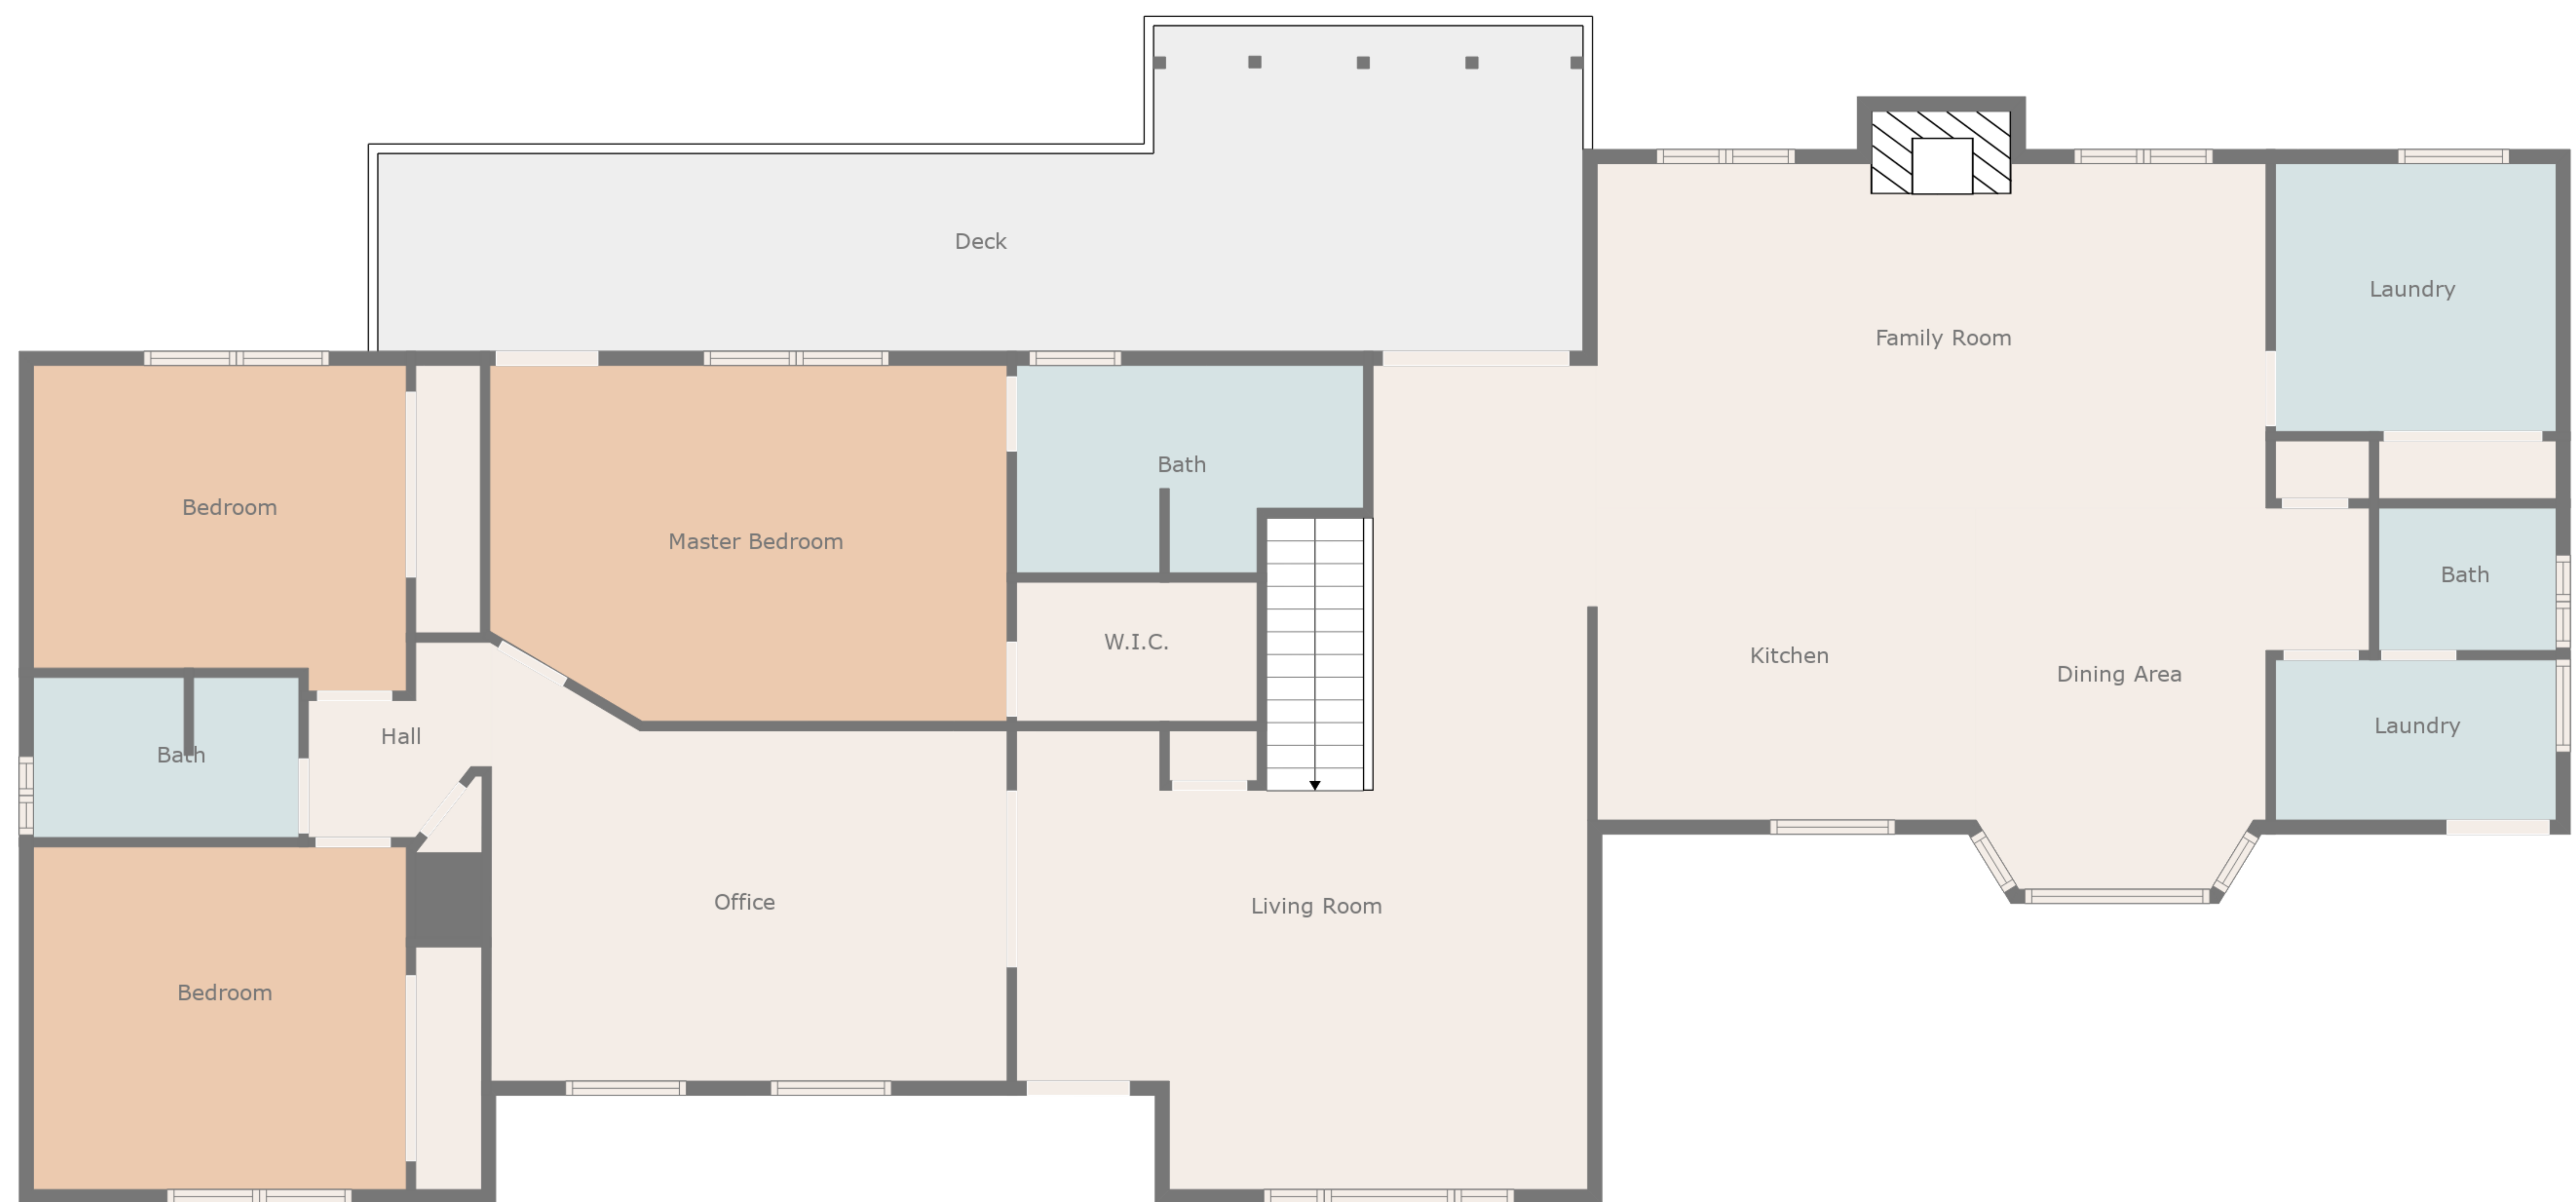 Deck
Laundry
Family Room
Bath
Bedroom
Master Bedroom
Bath
W.I.C.
Kitchen
Dining Area
Laundry
Hall
Bath
Office
Living Room
Bedroom